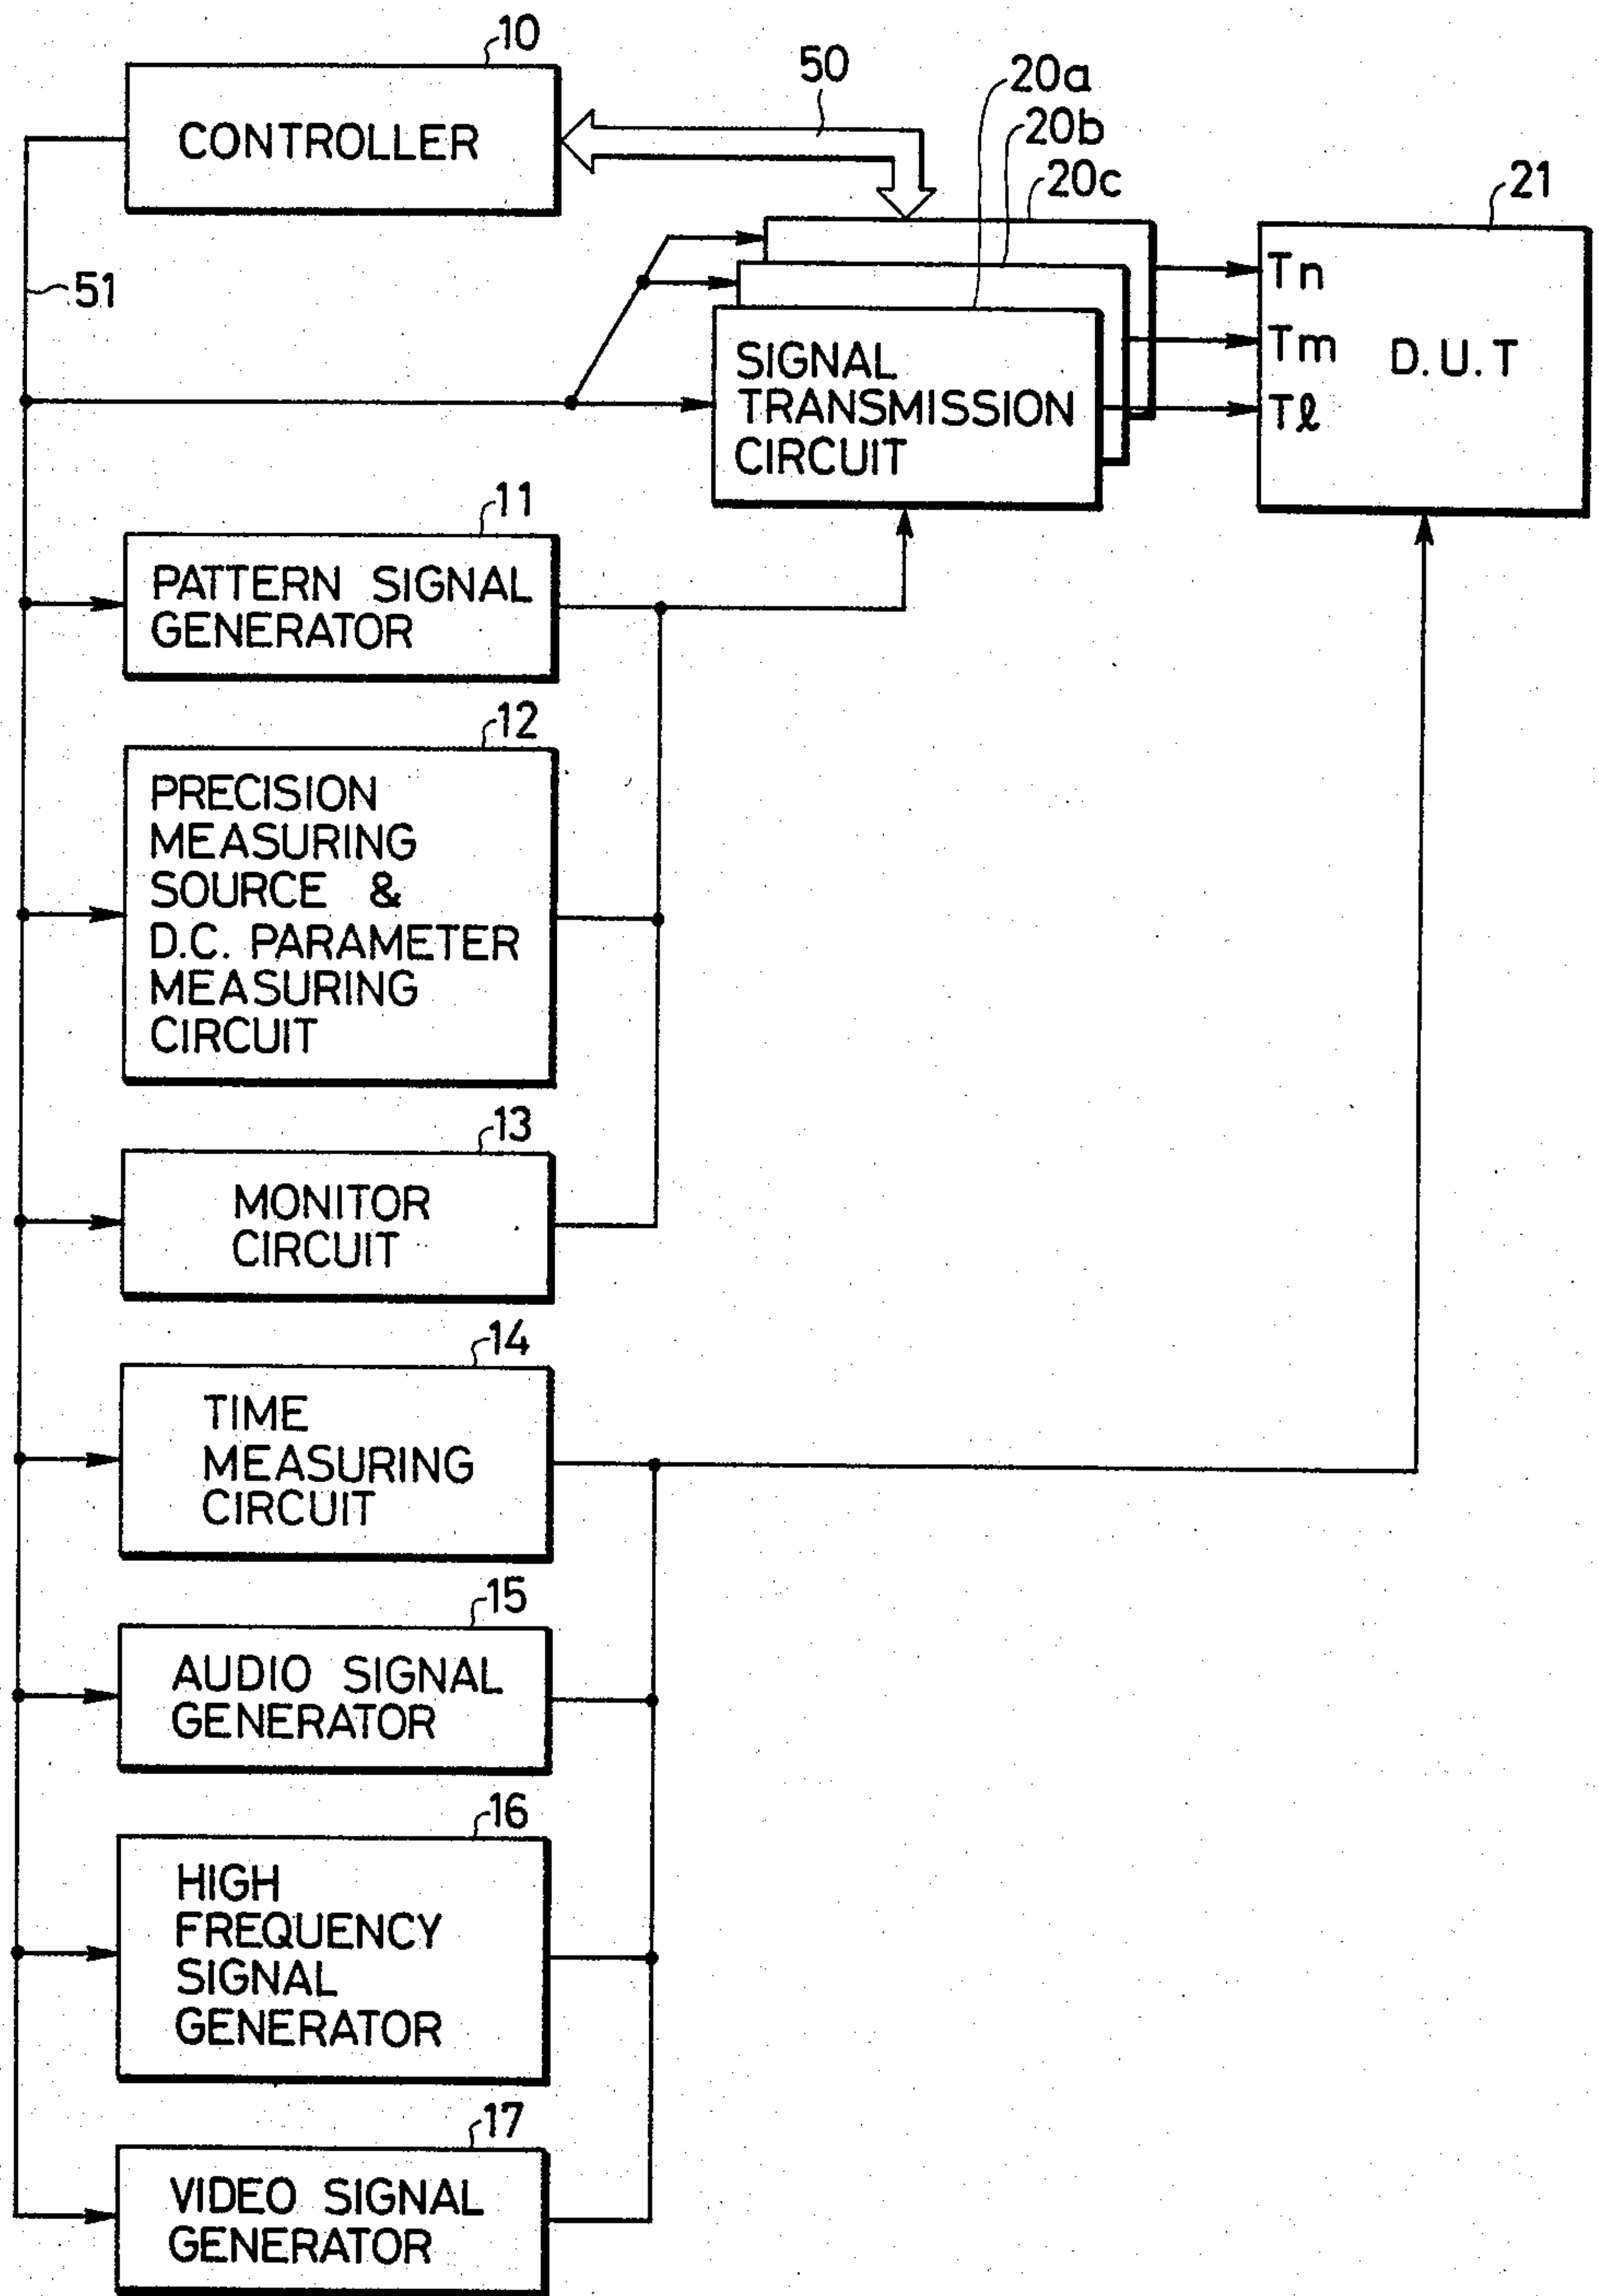 10
CONTROLLER
50
20a
20b
20c
21
51
Tn
Tm
Tℓ
D.U.T
SIGNAL
TRANSMISSION
CIRCUIT
11
PATTERN SIGNAL
GENERATOR
12
PRECISION
MEASURING
SOURCE &
D.C. PARAMETER
MEASURING
CIRCUIT
13
MONITOR
CIRCUIT
14
TIME
MEASURING
CIRCUIT
15
AUDIO SIGNAL
GENERATOR
16
HIGH
FREQUENCY
SIGNAL
GENERATOR
17
VIDEO SIGNAL
GENERATOR